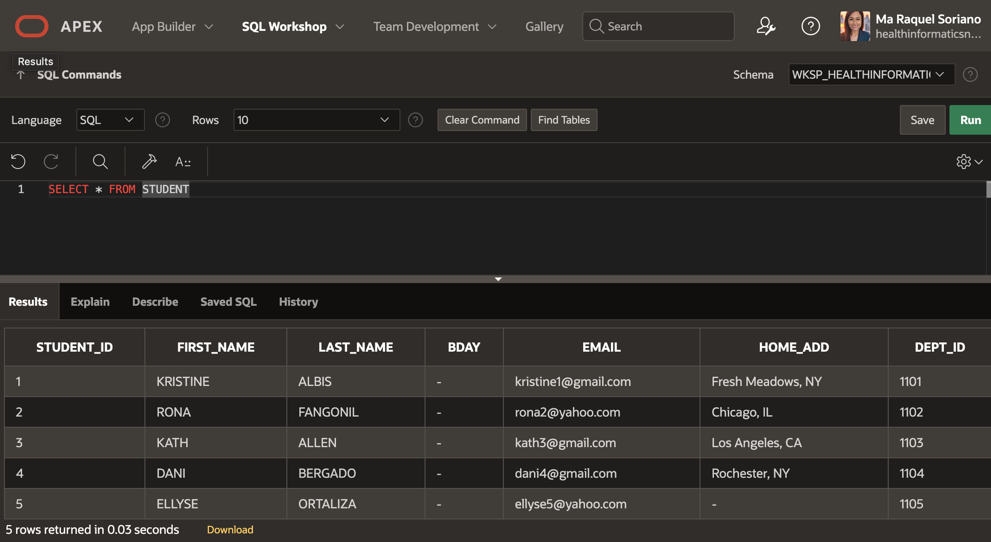 APEX App Builder SQL Workshop Team Development Gallery Search Ma Raquel Soriano
healthinformaticsn...
Results
↑ SQL Commands Schema WKSP_HEALTHINFORMATI
Language SQL Rows 10 Clear Command Find Tables Save Run
A::
1 SELECT * FROM STUDENT
Results Explain Describe Saved SQL History
STUDENT_ID FIRST_NAME LAST_NAME BDAY EMAIL HOME_ADD DEPT_ID
1 KRISTINE ALBIS - kristine1@gmail.com Fresh Meadows, NY 1101
2 RONA FANGONIL - rona2@yahoo.com Chicago, IL 1102
3 KATH ALLEN - kath3@gmail.com Los Angeles, CA 1103
4 DANI BERGADO - dani4@gmail.com Rochester, NY 1104
5 ELLYSE ORTALIZA - ellyse5@yahoo.com - 1105
5 rows returned in 0.03 seconds Download